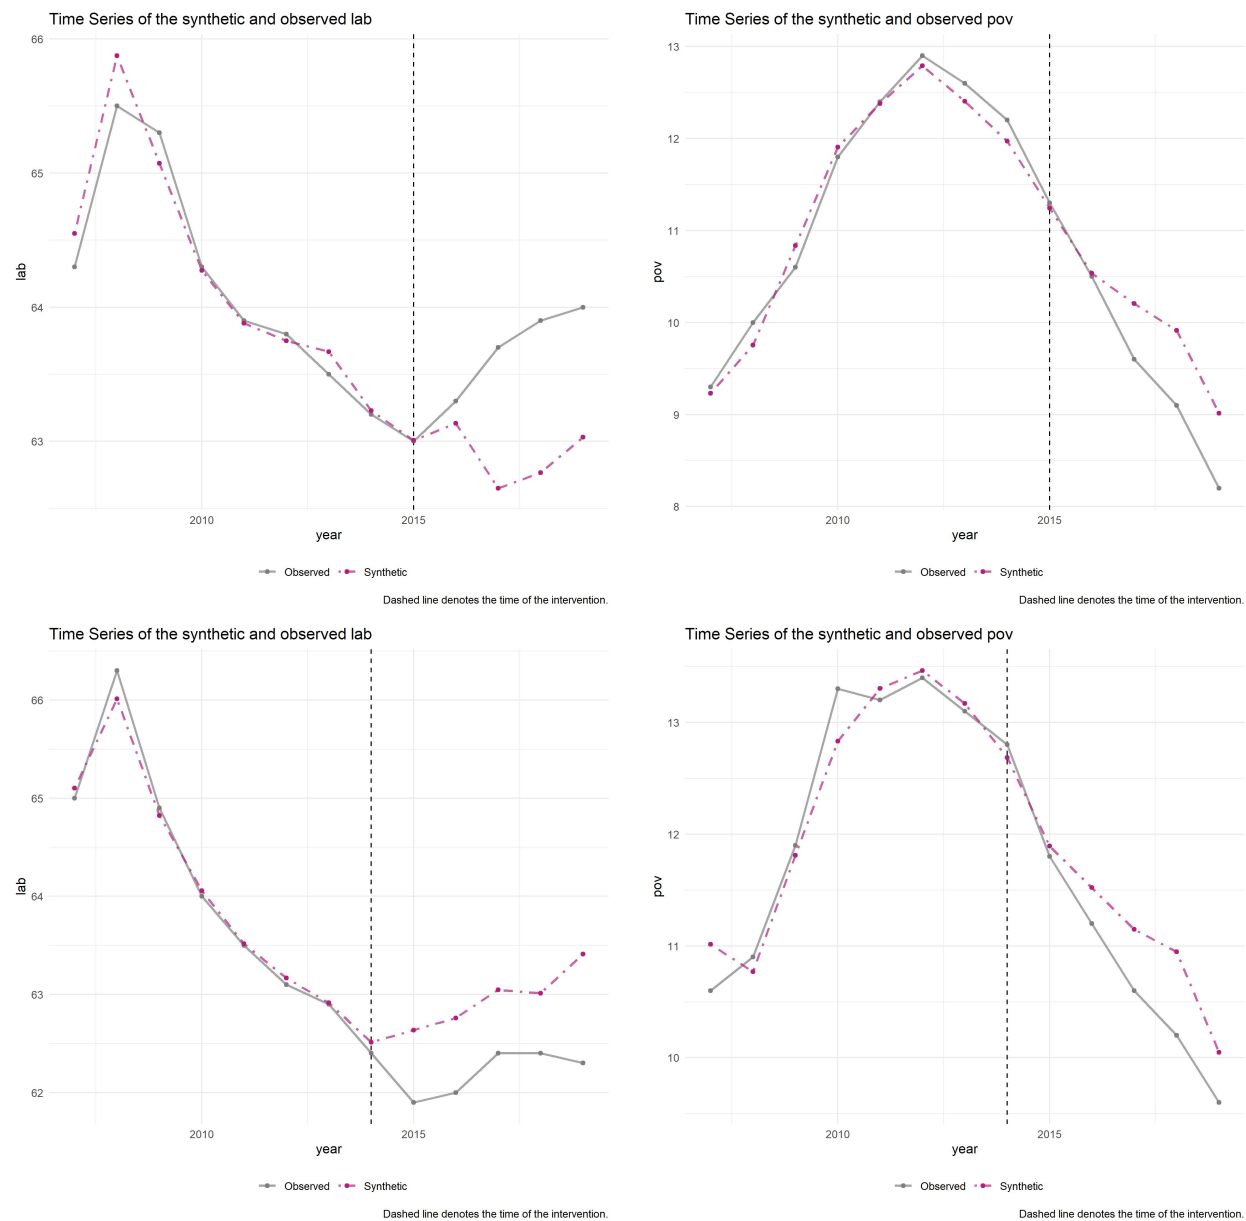 Time Series of the synthetic and observed lab
66
65
64
63
lab
2010
2015
year
Observed
Synthetic
Dashed line denotes the time of the intervention.
Time Series of the synthetic and observed pov
13
12
11
10
9
8
pov
2010
2015
year
Observed
Synthetic
Dashed line denotes the time of the intervention.
Time Series of the synthetic and observed lab
66
65
64
63
62
lab
2010
2015
year
Observed
Synthetic
Dashed line denotes the time of the intervention.
Time Series of the synthetic and observed pov
13
12
11
10
pov
2010
2015
year
Observed
Synthetic
Dashed line denotes the time of the intervention.